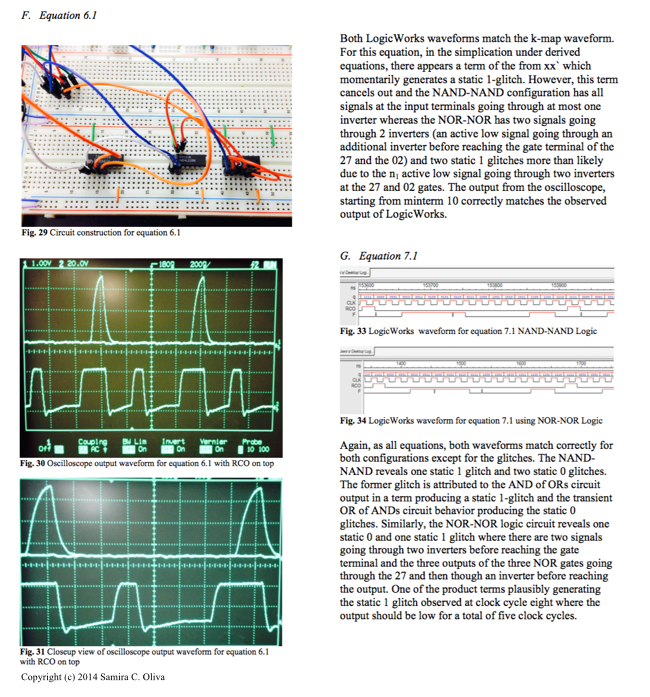 F. Equation 6.1
Fig. 29 Circuit construction for equation 6.1
1 1.00V 2 20.0V
200g/
RUN
1
Off
Coupling
AC
BW Lim
On
Invert
On
Vernier
On
Probe
10 100
Fig. 30 Oscilloscope output waveform for equation 6.1 with RCO on top
Fig. 31 Closeup view of oscilloscope output waveform for equation 6.1
with RCO on top
Copyright (c) 2014 Samira C. Oliva
Both LogicWorks waveforms match the k-map waveform.
For this equation, in the simplication under derived
equations, there appears a term of the from xx` which
momentarily generates a static 1-glitch. However, this term
cancels out and the NAND-NAND configuration has all
signals at the input terminals going through at most one
inverter whereas the NOR-NOR has two signals going
through 2 inverters (an active low signal going through an
additional inverter before reaching the gate terminal of the
27 and the 02) and two static 1 glitches more than likely
due to the n₁ active low signal going through two inverters
at the 27 and 02 gates. The output from the oscilloscope,
starting from minterm 10 correctly matches the observed
output of LogicWorks.
G. Equation 7.1
153600
153700
153800
153900
CLK
RCO
F
Fig. 33 LogicWorks waveform for equation 7.1 NAND-NAND Logic
1400
1500
1600
1700
CLK
RCO
F
Fig. 34 LogicWorks waveform for equation 7.1 using NOR-NOR Logic
Again, as all equations, both waveforms match correctly for
both configurations except for the glitches. The NAND-
NAND reveals one static 1 glitch and two static 0 glitches.
The former glitch is attributed to the AND of ORs circuit
output in a term producing a static 1-glitch and the transient
OR of ANDs circuit behavior producing the static 0
glitches. Similarly, the NOR-NOR logic circuit reveals one
static 0 and one static 1 glitch where there are two signals
going through two inverters before reaching the gate
terminal and the three outputs of the three NOR gates going
through the 27 and then though an inverter before reaching
the output. One of the product terms plausibly generating
the static 1 glitch observed at clock cycle eight where the
output should be low for a total of five clock cycles.